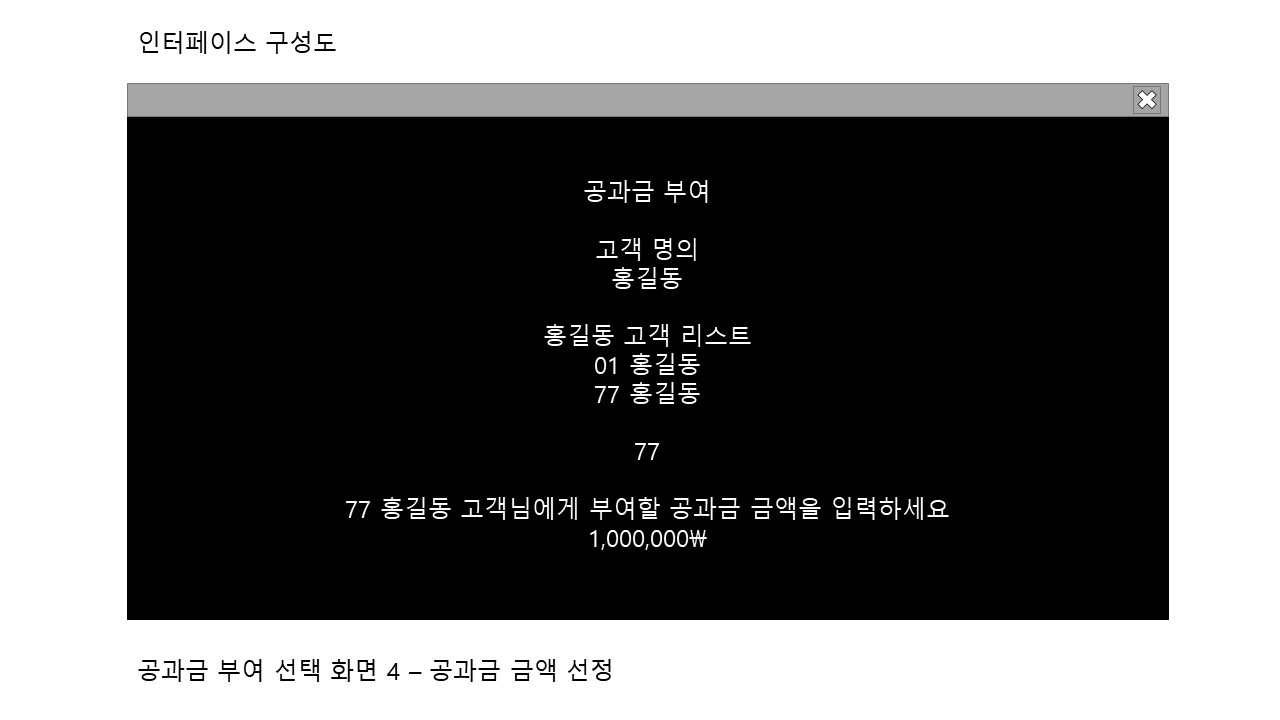 인터페이스 구성도
공과금 부여
고객 명의
홍길동
홍길동 고객 리스트
01 홍길동
77 홍길동
77
77 홍길동 고객님에게 부여할 공과금 금액을 입력하세요
1,000,000₩
공과금 부여 선택 화면 4 – 공과금 금액 선정